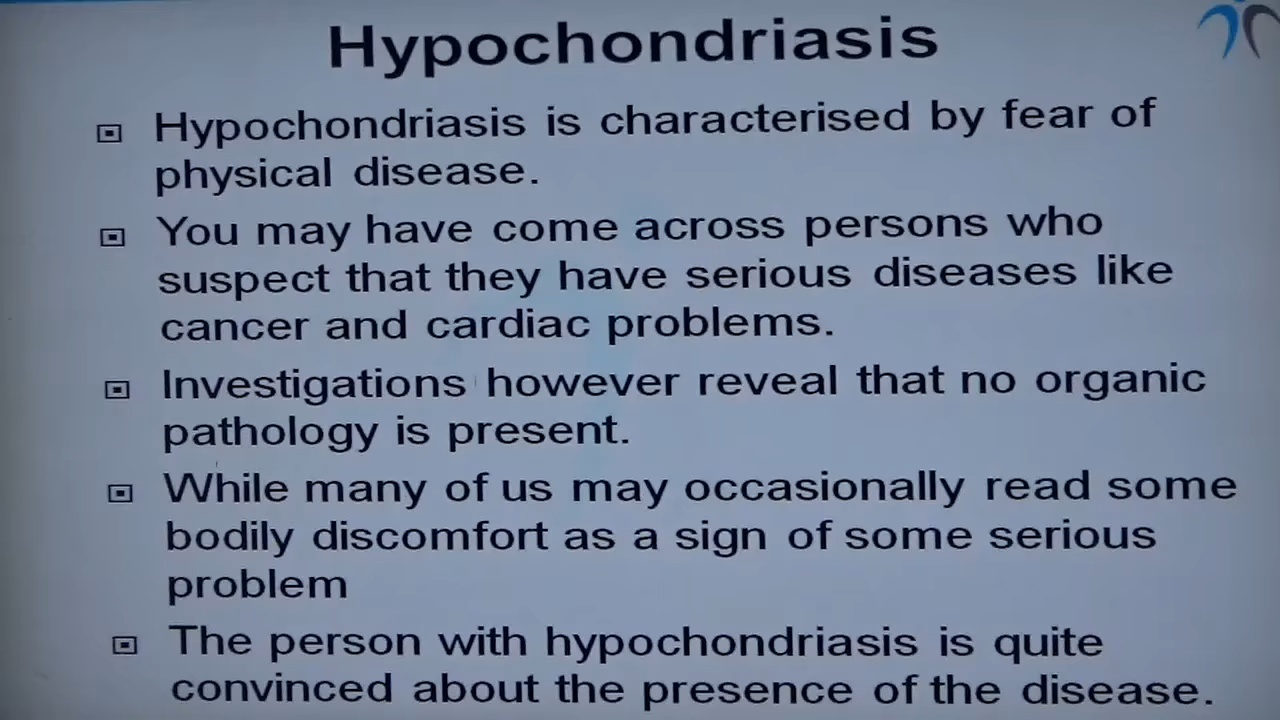 Hypochondriasis
Hypochondriasis is characterised by fear of
physical disease.
You may have come across persons who
suspect that they have serious diseases like
cancer and cardiac problems.
Investigations however reveal that no organic
pathology is present.
While many of us may occasionally read some
bodily discomfort as a sign of some serious
problem
The person with hypochondriasis is quite
convinced about the presence of the disease.